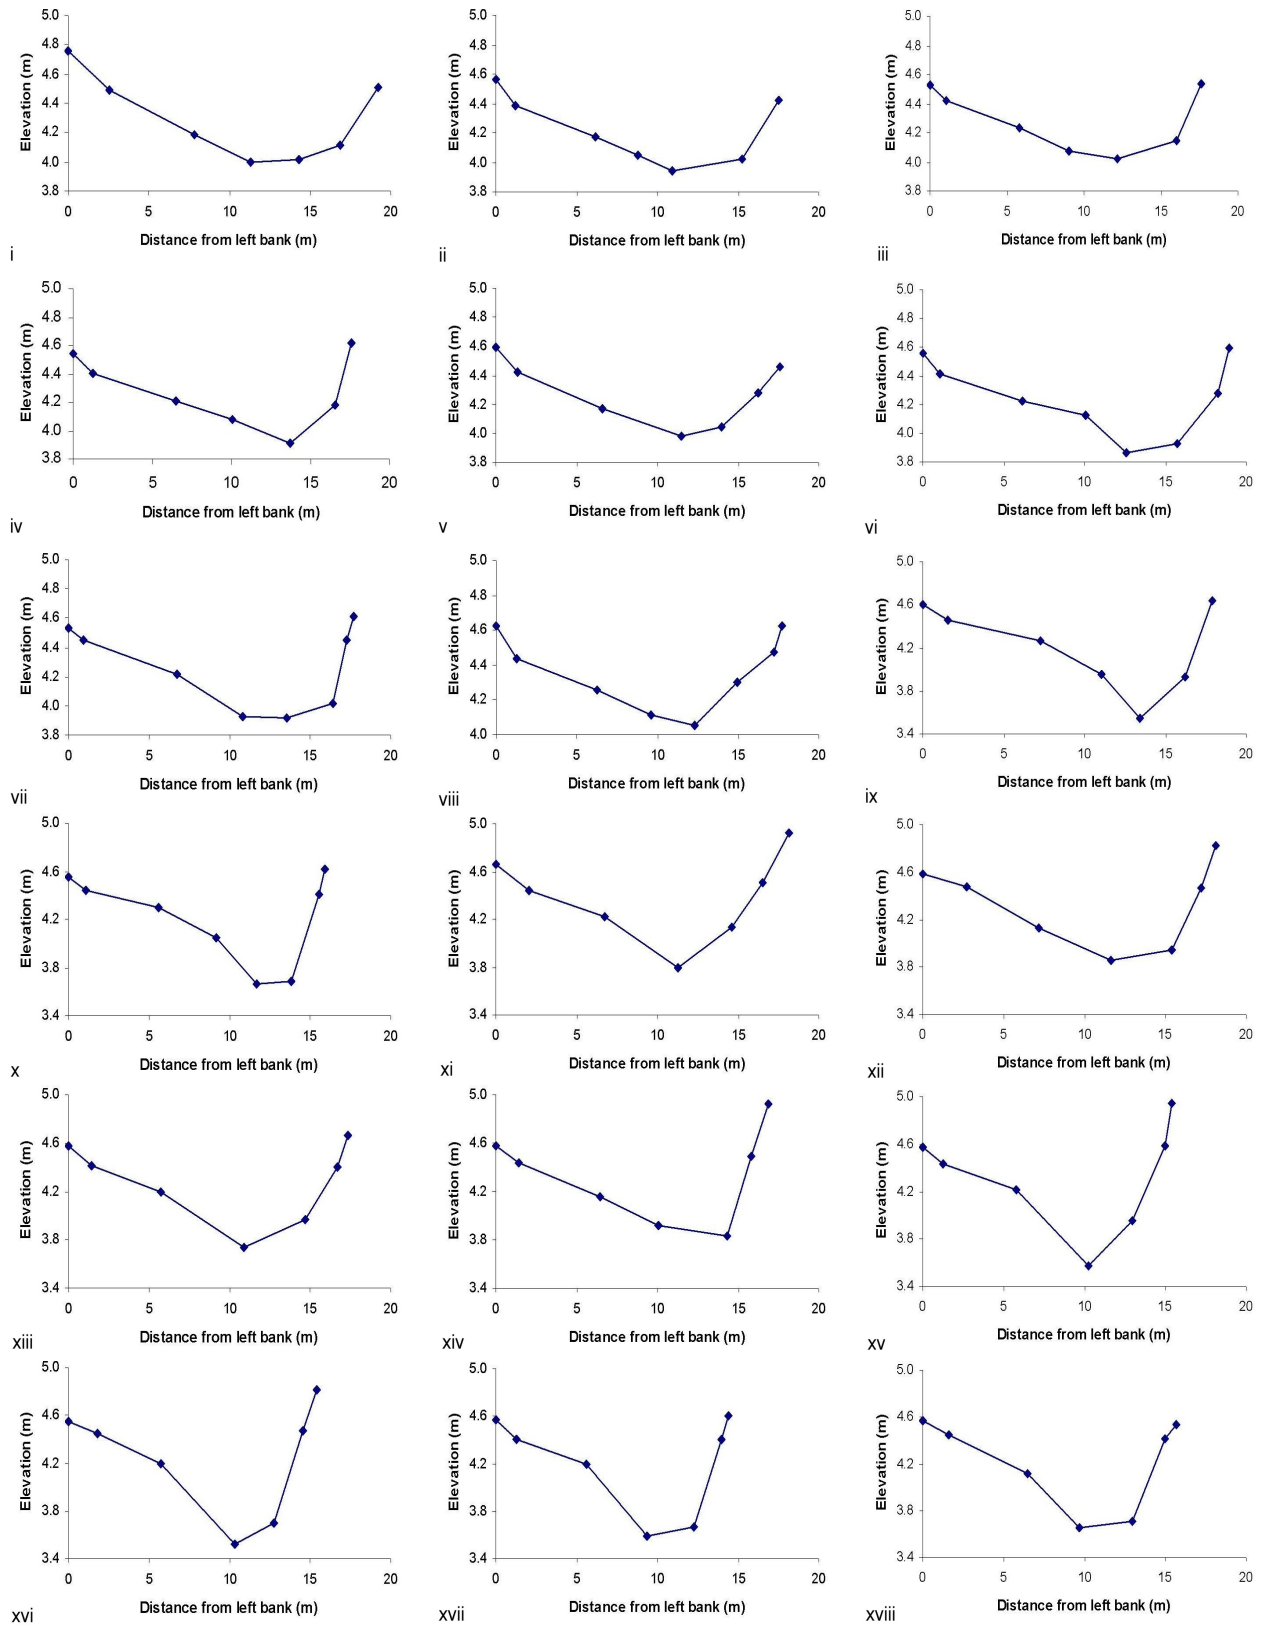 5.0 5.0 5.0
4.8 4.8 4.8
4.6 4.6 4.6
4.4 4.4 4.4
4.2 4.2 4.2
4.0 4.0 4.0
3.8 3.8 3.8
Elevation (m) Elevation (m) Elevation (m)
0 5 10 15 20 0 5 10 15 20 0 5 10 15 20
Distance from left bank (m) Distance from left bank (m) Distance from left bank (m)
i ii iii
5.0 5.0 5.0
4.8 4.8 4.8
4.6 4.6 4.6
4.4 4.4 4.4
4.2 4.2 4.2
4.0 4.0 4.0
3.8 3.8 3.8
Elevation (m) Elevation (m) Elevation (m)
0 5 10 15 20 0 5 10 15 20 0 5 10 15 20
Distance from left bank (m) Distance from left bank (m) Distance from left bank (m)
iv v vi
5.0 5.0 5.0
4.8 4.8 4.6
4.6 4.6 4.2
4.4 4.4 3.8
4.2 4.2 3.4
4.0 4.0
3.8
Elevation (m) Elevation (m) Elevation (m)
0 5 10 15 20 0 5 10 15 20 0 5 10 15 20
Distance from left bank (m) Distance from left bank (m) Distance from left bank (m)
vii viii ix
5.0 5.0 5.0
4.6 4.6 4.6
4.2 4.2 4.2
3.8 3.8 3.8
3.4 3.4 3.4
Elevation (m) Elevation (m) Elevation (m)
0 5 10 15 20 0 5 10 15 20 0 5 10 15 20
Distance from left bank (m) Distance from left bank (m) Distance from left bank (m)
x xi xii
5.0 5.0 5.0
4.6 4.6 4.6
4.2 4.2 4.2
3.8 3.8 3.8
3.4 3.4 3.4
Elevation (m) Elevation (m) Elevation (m)
0 5 10 15 20 0 5 10 15 20 0 5 10 15 20
Distance from left bank (m) Distance from left bank (m) Distance from left bank (m)
xiii xiv xv
5.0 5.0 5.0
4.6 4.6 4.6
4.2 4.2 4.2
3.8 3.8 3.8
3.4 3.4 3.4
Elevation (m) Elevation (m) Elevation (m)
0 5 10 15 20 0 5 10 15 20 0 5 10 15 20
Distance from left bank (m) Distance from left bank (m) Distance from left bank (m)
xvi xvii xviii